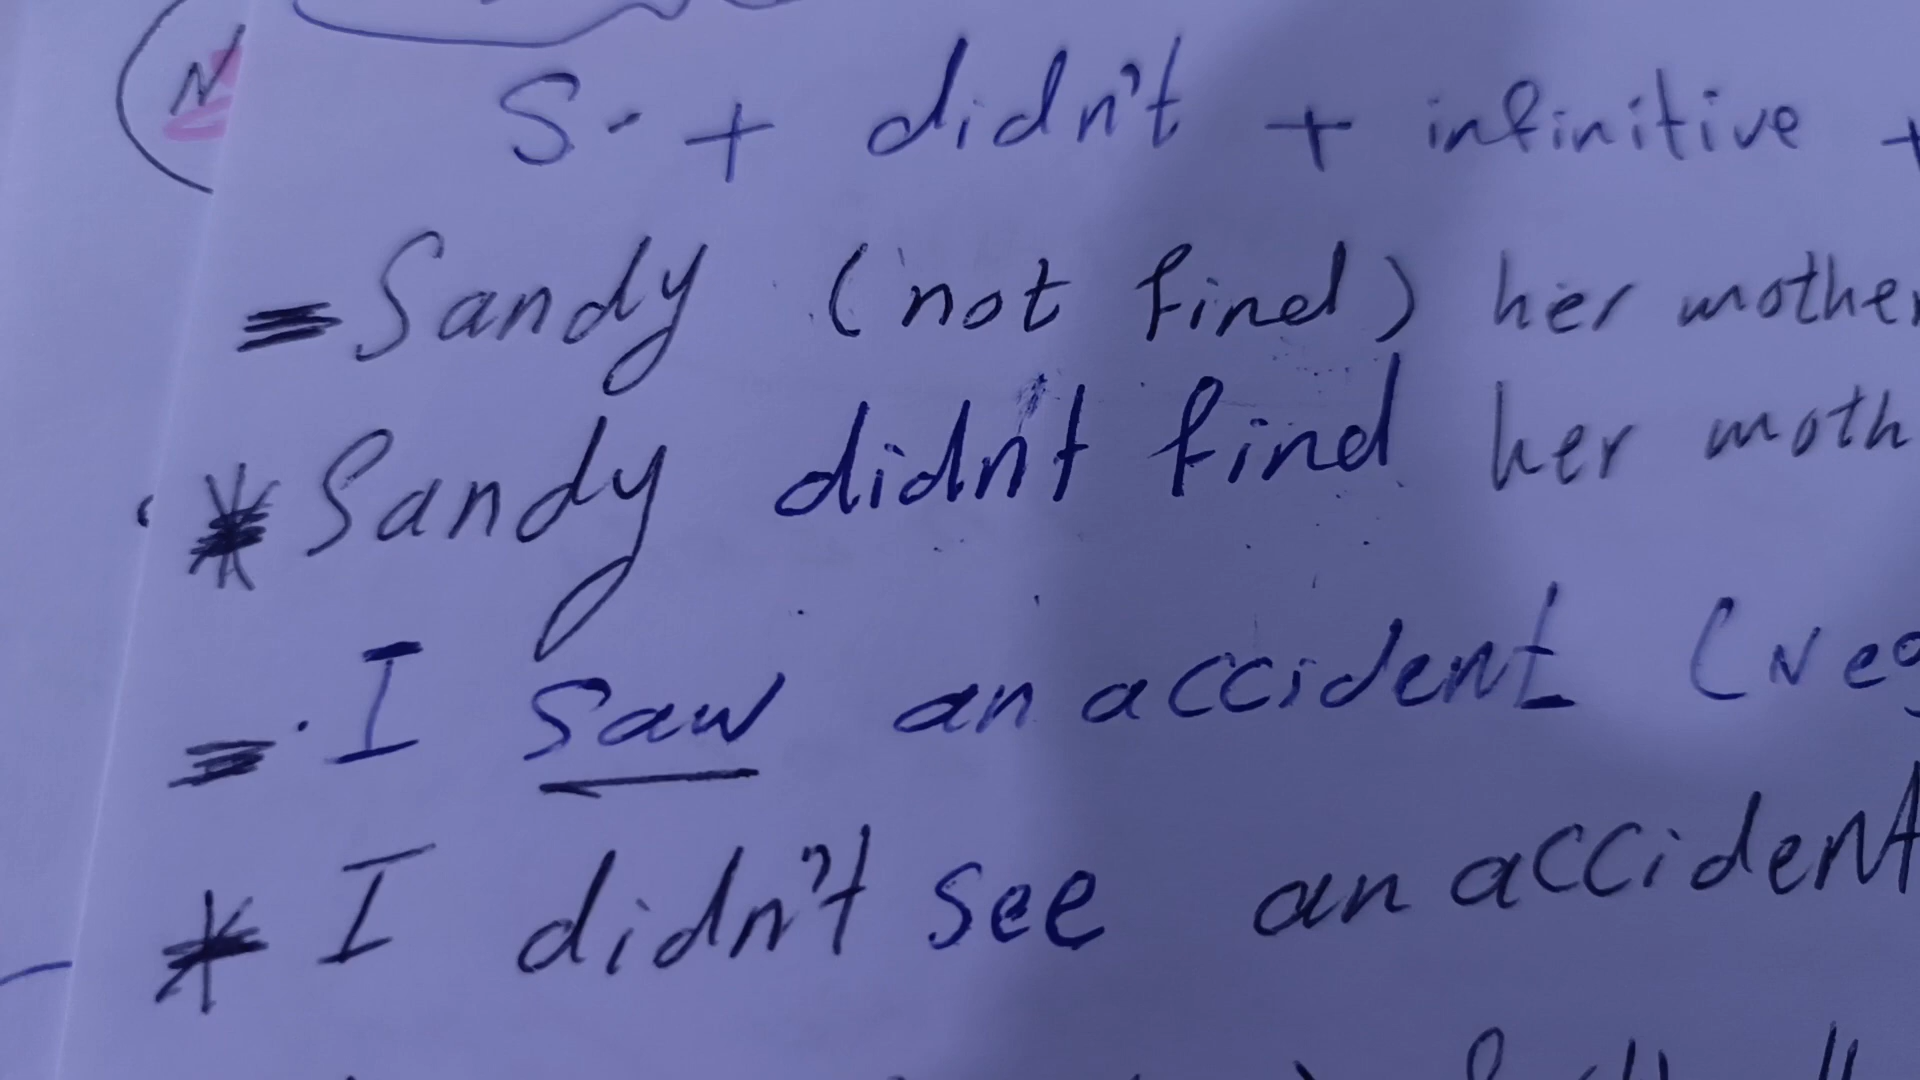 N
S. + didn't + infinitive +
= Sandy (not find) her mother
* Sandy didnt find her moth
= I saw an accident (Neg
* I didn't see an accident